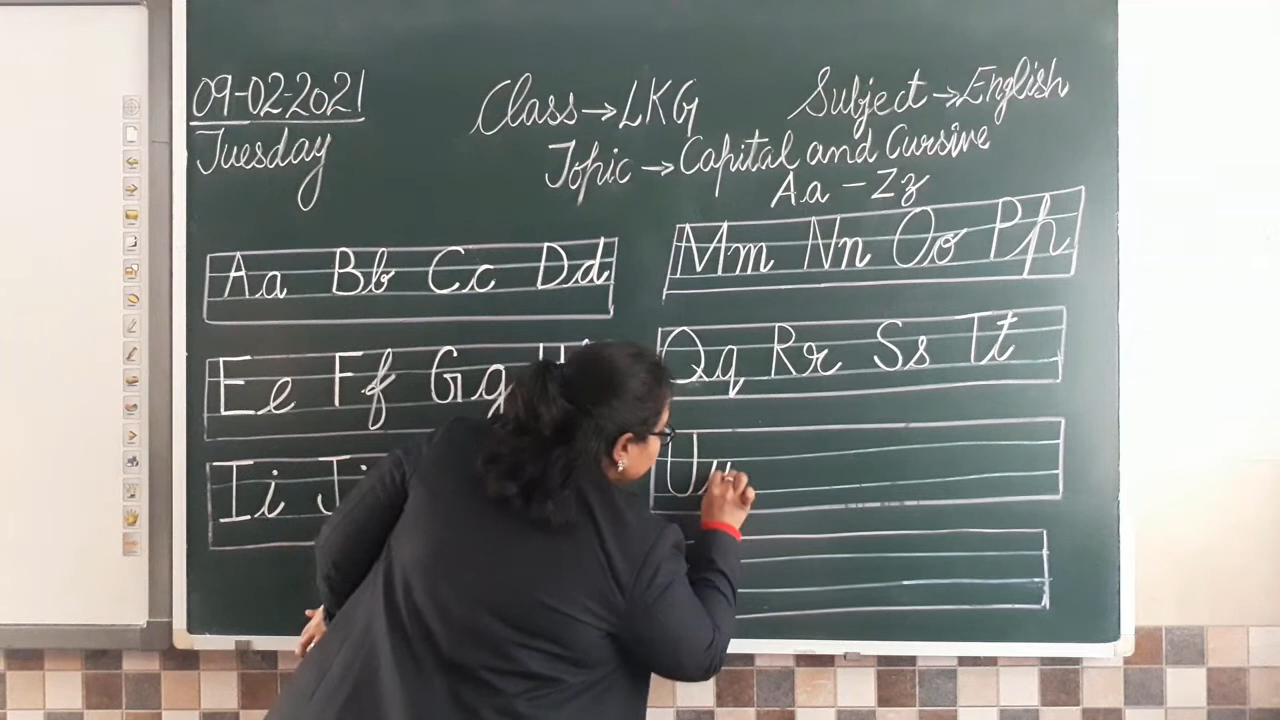 09-02-2021
Tuesday
Class → LKG
Subject → English
Topic → Capital and Cursive
Aa - Zz
Aa Bb Cc Dd
Ee Ff Gg
Ii J
Mm Nn Oo Pp
Qq Rr Ss Tt
Uu